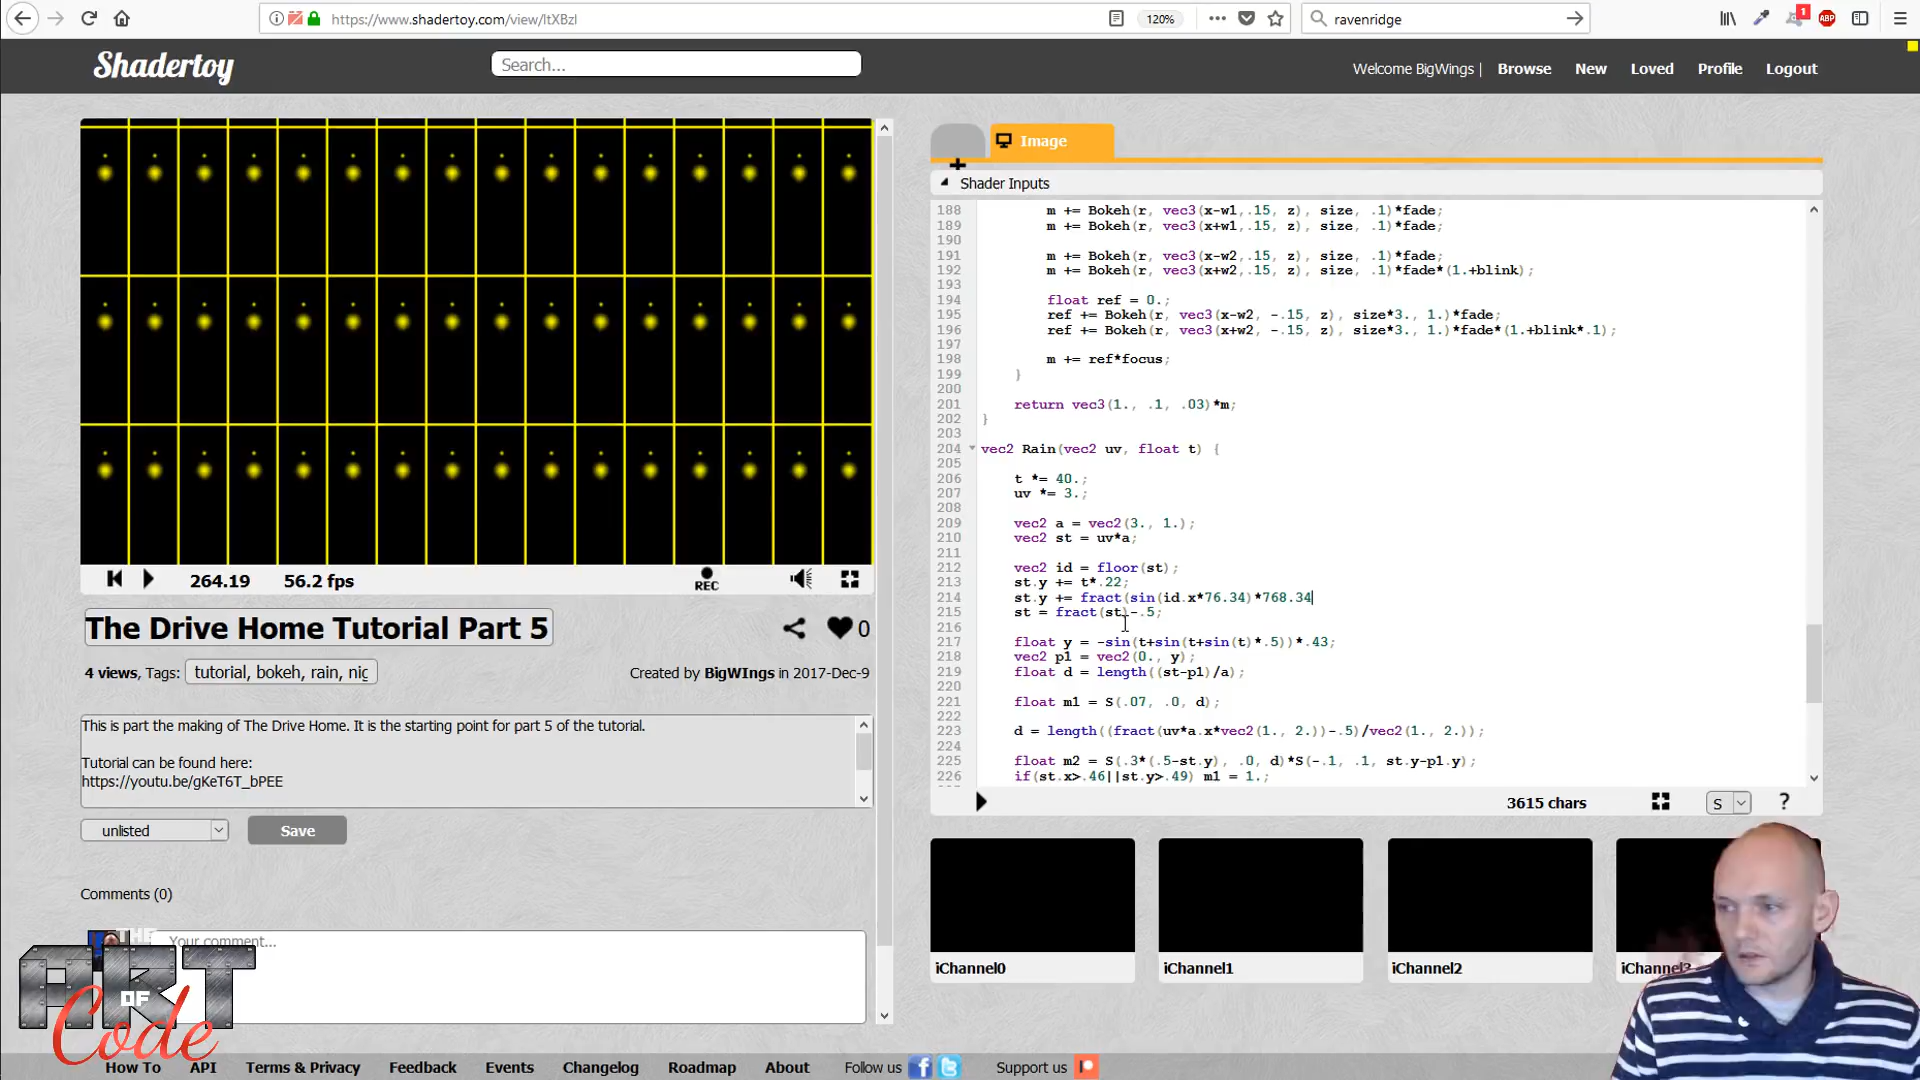 https://www.shadertoy.com/view/ltXBzl
120%
ravenridge
1
ABP
Shadertoy
Search...
Welcome BigWings |
Browse
New
Loved
Profile
Logout
264.19
56.2 fps
REC
The Drive Home Tutorial Part 5
0
4 views, Tags:
tutorial, bokeh, rain, nig
Created by BigWIngs in 2017-Dec-9
This is part the making of The Drive Home. It is the starting point for part 5 of the tutorial.
Tutorial can be found here:
https://youtu.be/gKeT6T_bPEE
unlisted
Save
Comments (0)
Your comment...
THE
ART
OF
Code
Image
Shader Inputs
188 m += Bokeh(r, vec3(x-w1,.15, z), size, .1)*fade;
189 m += Bokeh(r, vec3(x+w1,.15, z), size, .1)*fade;
190
191 m += Bokeh(r, vec3(x-w2,.15, z), size, .1)*fade;
192 m += Bokeh(r, vec3(x+w2,.15, z), size, .1)*fade*(1.+blink);
193
194 float ref = 0.;
195 ref += Bokeh(r, vec3(x-w2, -.15, z), size*3., 1.)*fade;
196 ref += Bokeh(r, vec3(x+w2, -.15, z), size*3., 1.)*fade*(1.+blink*.1);
197
198 m += ref*focus;
199 }
200
201 return vec3(1., .1, .03)*m;
202 }
203
204 vec2 Rain(vec2 uv, float t) {
205
206 t *= 40.;
207 uv *= 3.;
208
209 vec2 a = vec2(3., 1.);
210 vec2 st = uv*a;
211
212 vec2 id = floor(st);
213 st.y += t*.22;
214 st.y += fract(sin(id.x*76.34)*768.34
215 st = fract(st)-.5;
216
217 float y = -sin(t+sin(t+sin(t)*.5))*.43;
218 vec2 p1 = vec2(0., y);
219 float d = length((st-p1)/a);
220
221 float m1 = S(.07, .0, d);
222
223 d = length((fract(uv*a.x*vec2(1., 2.))-.5)/vec2(1., 2.));
224
225 float m2 = S(.3*(.5-st.y), .0, d)*S(-.1, .1, st.y-p1.y);
226 if(st.x>.46||st.y>.49) m1 = 1.;
3615 chars
S
?
iChannel0
iChannel1
iChannel2
How To
API
Terms & Privacy
Feedback
Events
Changelog
Roadmap
About
Follow us
Support us